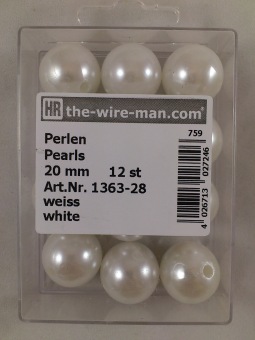 HR the-wire-man.com®
759
Perlen
Pearls
20 mm 12 st
Art.Nr. 1363-28
weiss
white
4 026713 027246